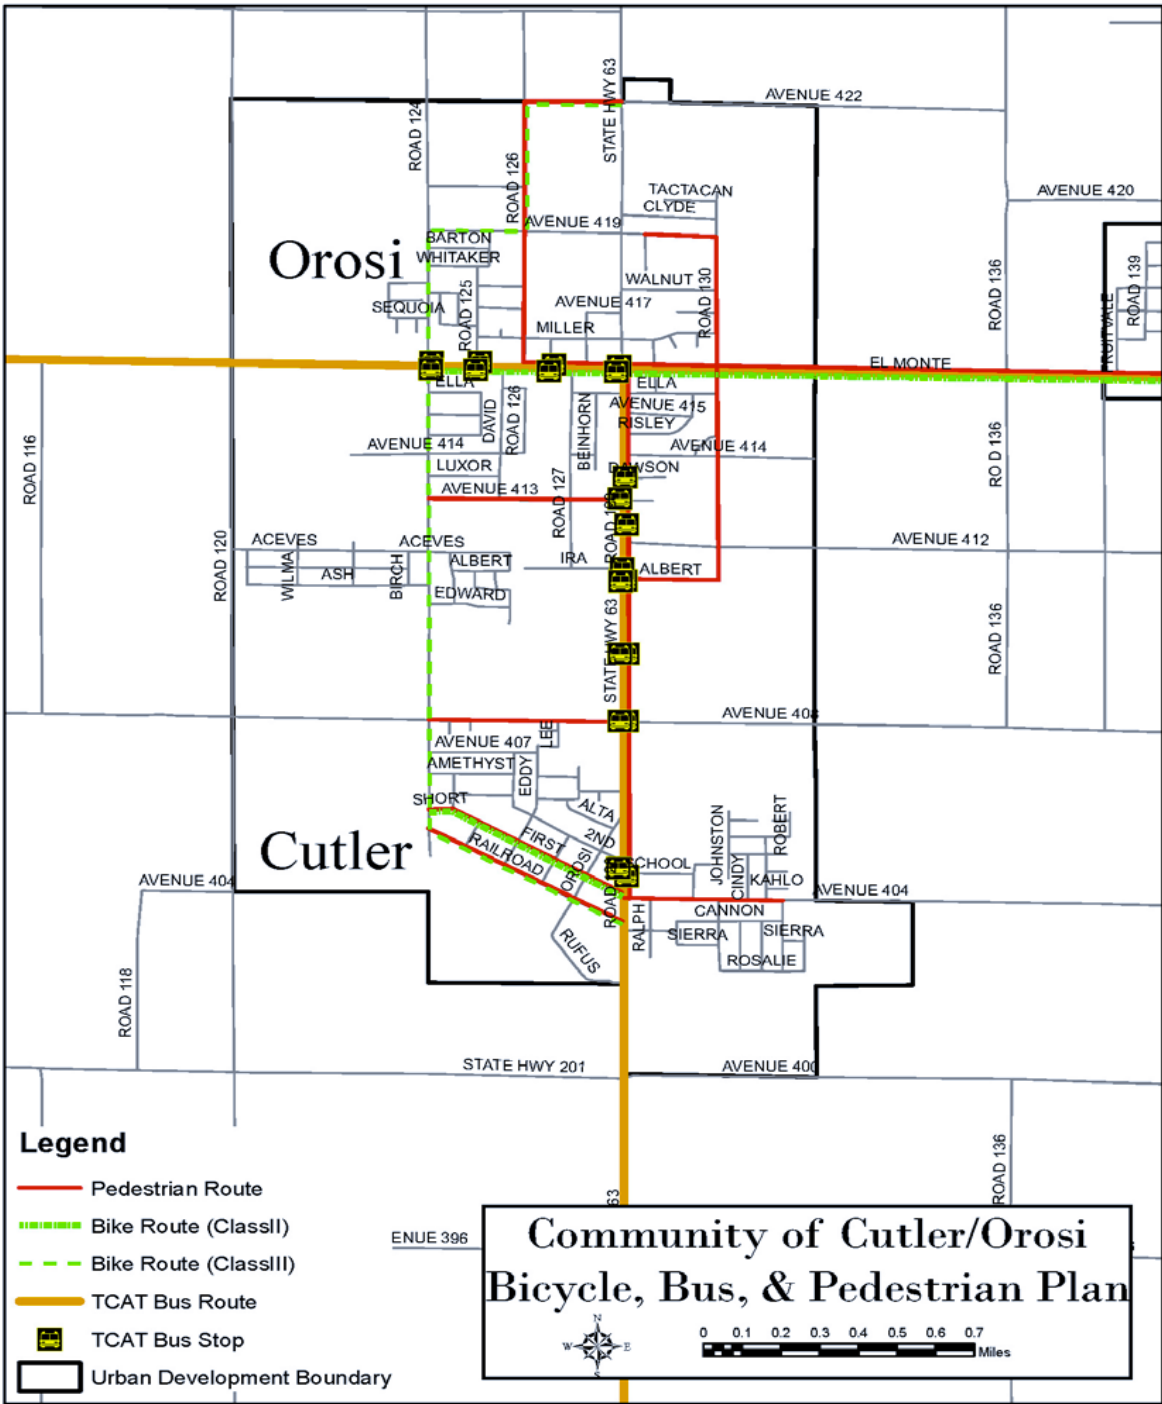 STATE HWY 63
AVENUE 422
ROAD 124
ROAD 126
TACTACAN
AVENUE 420
CLYDE
AVENUE 419
BARTON
Orosi
WHITAKER
ROAD 136
ROAD 139
WALNUT
ROAD 130
SEQUOIA
ROAD 125
AVENUE 417
MILLER
EL MONTE
ELLA
ELLA
DAVID
ROAD 126
BEINHORN
AVENUE 415
RISLEY
ROAD 116
AVENUE 414
AVENUE 414
RO D 136
LUXOR
DAWSON
AVENUE 413
ROAD 127
ROAD 120
ACEVES
ACEVES
AVENUE 412
WILMA
ASH
BIRCH
ALBERT
IRA
ALBERT
EDWARD
STATE HWY 63
ROAD 136
AVENUE 408
AVENUE 407
LEE
AMETHYST
EDDY
SHORT
ALTA
JOHNSTON
ROBERT
Cutler
FIRST
2ND
RAILROAD
OROSI
SCHOOL
CINDY
KAHLO
AVENUE 404
AVENUE 404
ROAD
RALPH
CANNON
SIERRA
SIERRA
RUFUS
ROSALIE
ROAD 118
STATE HWY 201
AVENUE 400
Legend
ROAD 136
Pedestrian Route
63
Bike Route (ClassII)
ENUE 396
Bike Route (ClassIII)
TCAT Bus Route
TCAT Bus Stop
Urban Development Boundary
Community of Cutler/Orosi
Bicycle, Bus, & Pedestrian Plan
N
W E
S
0 0.1 0.2 0.3 0.4 0.5 0.6 0.7
Miles